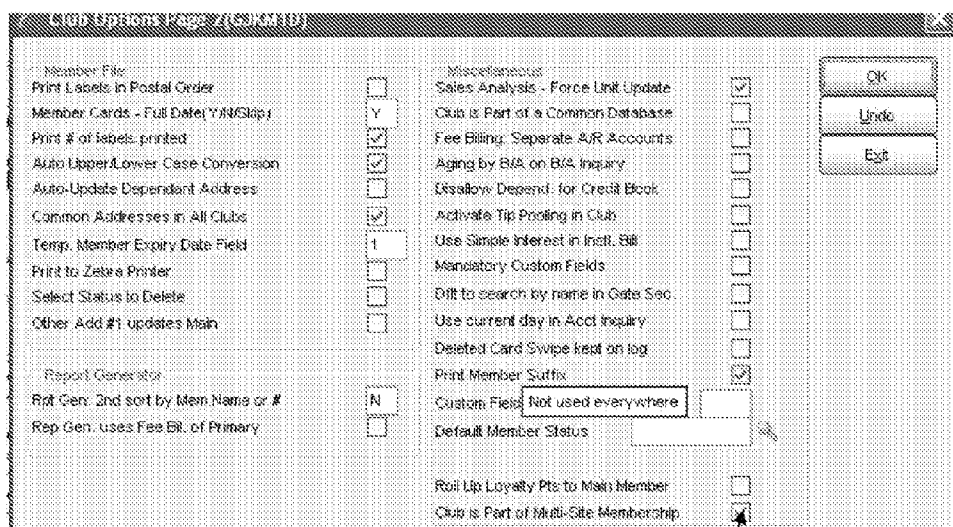 Club Options Page 2(GJKM1D)
Member File
Print Labels in Postal Order
Member Cards - Full Date(Y/N/Skip) Y
Print # of labels printed
Auto Upper/Lower Case Conversion
Auto-Update Dependant Address
Common Addresses in All Clubs
Temp. Member Expiry Date Field 1
Print to Zebra Printer
Select Status to Delete
Other Add #1 updates Main
Report Generator
Rpt Gen: 2nd sort by Mem Name or # N
Rep Gen. uses Fee Bil. of Primary
Miscellaneous
Sales Analysis - Force Unit Update
Club is Part of a Common Database
Fee Billing: Separate A/R Accounts
Aging by B/A on B/A Inquiry
Disallow Depend. for Credit Book
Activate Tip Pooling in Club
Use Simple Interest in Instl. Bill
Mandatory Custom Fields
Dflt to search by name in Gate Sec.
Use current day in Acct Inquiry
Deleted Card Swipe kept on log
Print Member Suffix
Custom Field Not used everywhere
Default Member Status
Roll Up Loyalty Pts to Main Member
Club is Part of Multi-Site Membership
OK
Undo
Exit